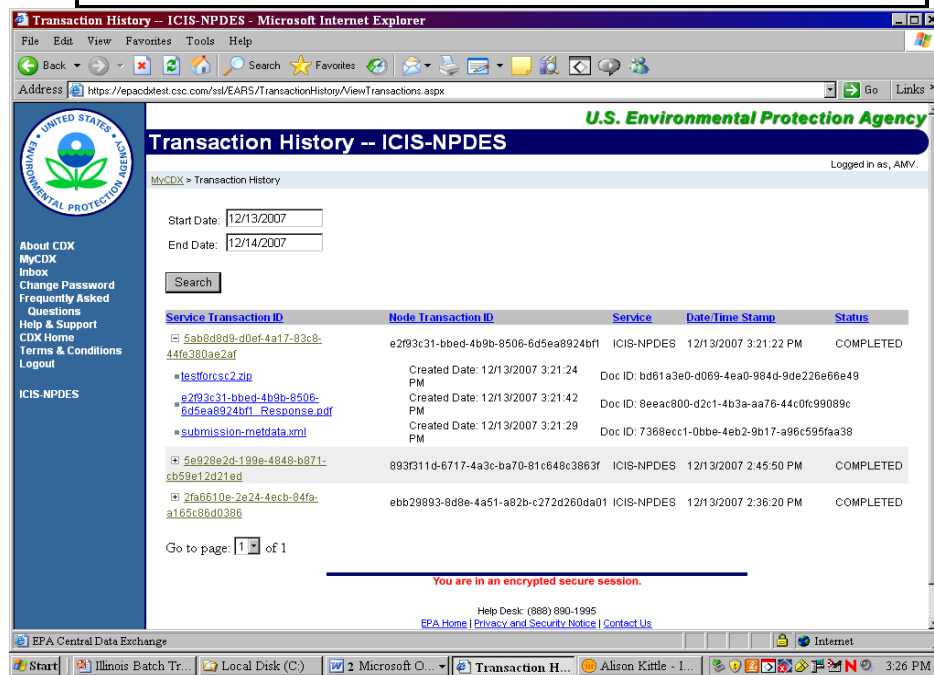 Transaction History -- ICIS-NPDES - Microsoft Internet Explorer
File Edit View Favorites Tools Help
Back Search Favorites
Address https://epacdxtest.csc.com/ssl/EARS/TransactionHistory/ViewTransactions.aspx Go Links
UNITED STATES
ENVIRONMENTAL PROTECTION
AGENCY
U.S. Environmental Protection Agency
Transaction History -- ICIS-NPDES
Logged in as, AMV.
MyCDX > Transaction History
About CDX
MyCDX
Inbox
Change Password
Frequently Asked
Questions
Help & Support
CDX Home
Terms & Conditions
Logout
ICIS-NPDES
Start Date: 12/13/2007
End Date: 12/14/2007
Search
Service Transaction ID Node Transaction ID Service Date/Time Stamp Status
5ab8d8d9-d0ef-4a17-83c8-
44fe380ae2af e2f93c31-bbed-4b9b-8506-6d5ea8924bf1 ICIS-NPDES 12/13/2007 3:21:22 PM COMPLETED
testforcsc2.zip Created Date: 12/13/2007 3:21:24
PM Doc ID: bd61a3e0-d069-4ea0-984d-9de226e66e49
e2f93c31-bbed-4b9b-8506-
6d5ea8924bf1_Response.pdf Created Date: 12/13/2007 3:21:42
PM Doc ID: 8eeac800-d2c1-4b3a-aa76-44c0fc99089c
submission-metdata.xml Created Date: 12/13/2007 3:21:29
PM Doc ID: 7368ecc1-0bbe-4eb2-9b17-a96c595faa38
5e928e2d-199e-4848-b871-
cb59e12d21ed 893f311d-6717-4a3c-ba70-81c648c3863f ICIS-NPDES 12/13/2007 2:45:50 PM COMPLETED
2fa6610e-2e24-4ecb-84fa-
a165c86d0386 ebb29893-8d8e-4a51-a82b-c272d260da01 ICIS-NPDES 12/13/2007 2:36:20 PM COMPLETED
Go to page: 1 of 1
You are in an encrypted secure session.
Help Desk: (888) 890-1995
EPA Home | Privacy and Security Notice | Contact Us
EPA Central Data Exchange Internet
Start Illinois Batch Tr... Local Disk (C:) 2 Microsoft O... Transaction H... Alison Kittle - I... 3:26 PM